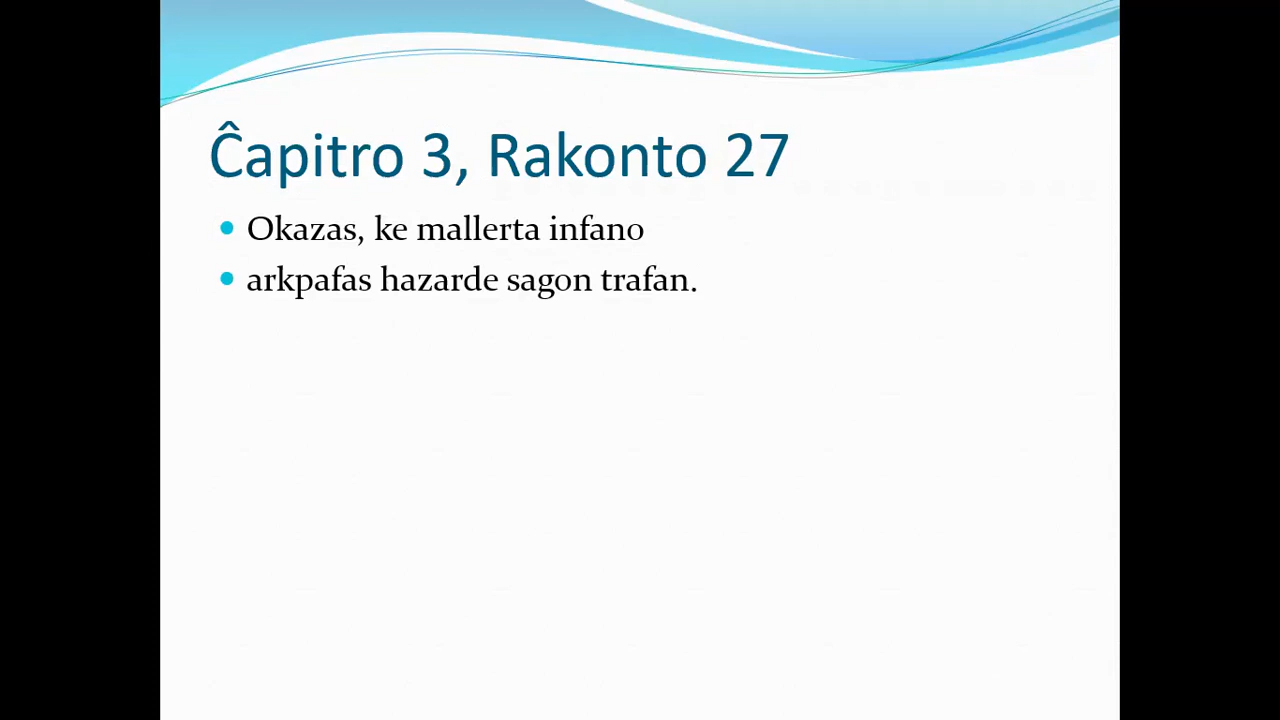 Ĉapitro 3, Rakonto 27
Okazas, ke mallerta infano
arkpafas hazarde sagon trafan.